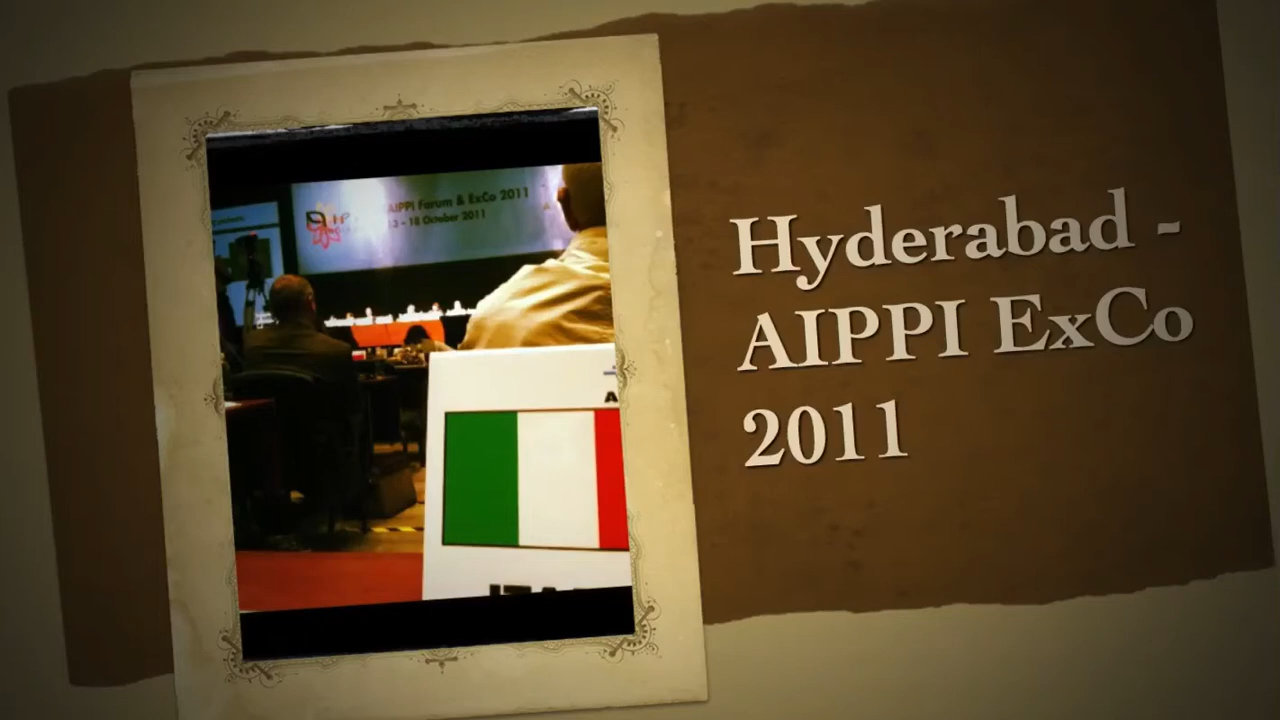 AIPPI Forum & ExCo 2011
13 - 18 October 2011
Hyderabad -
AIPPI ExCo
2011